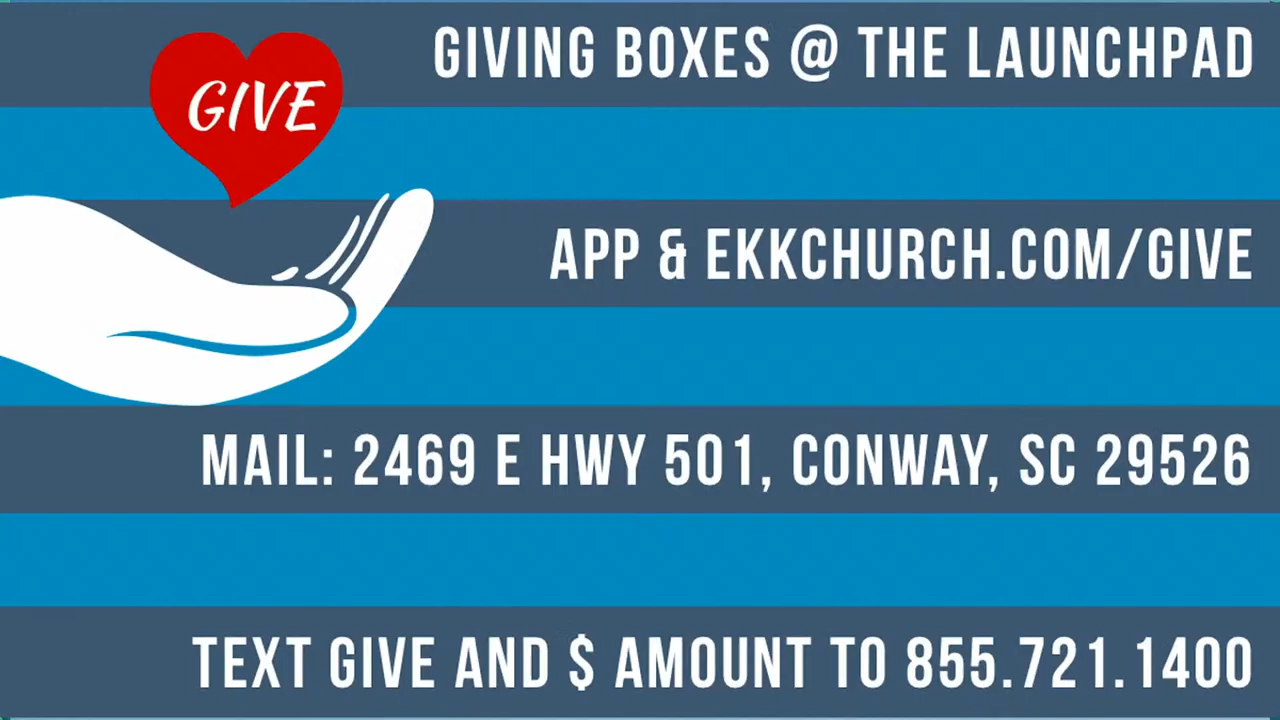 GIVE
GIVING BOXES @ THE LAUNCHPAD
APP & EKKCHURCH.COM/GIVE
MAIL: 2469 E HWY 501, CONWAY, SC 29526
TEXT GIVE AND $ AMOUNT TO 855.721.1400